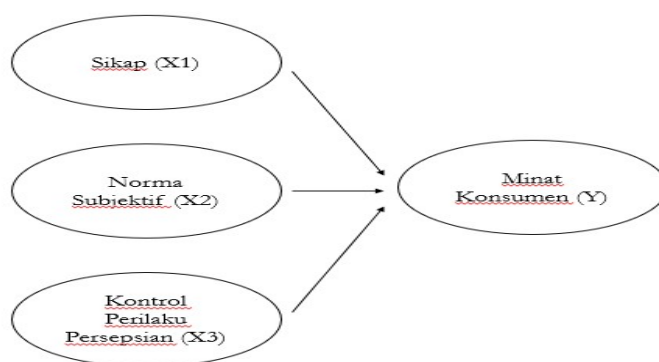 Sikap (X1)
Norma
Subjektif (X2)
Kontrol
Perilaku
Persepsian (X3)
Minat
Konsumen (Y)